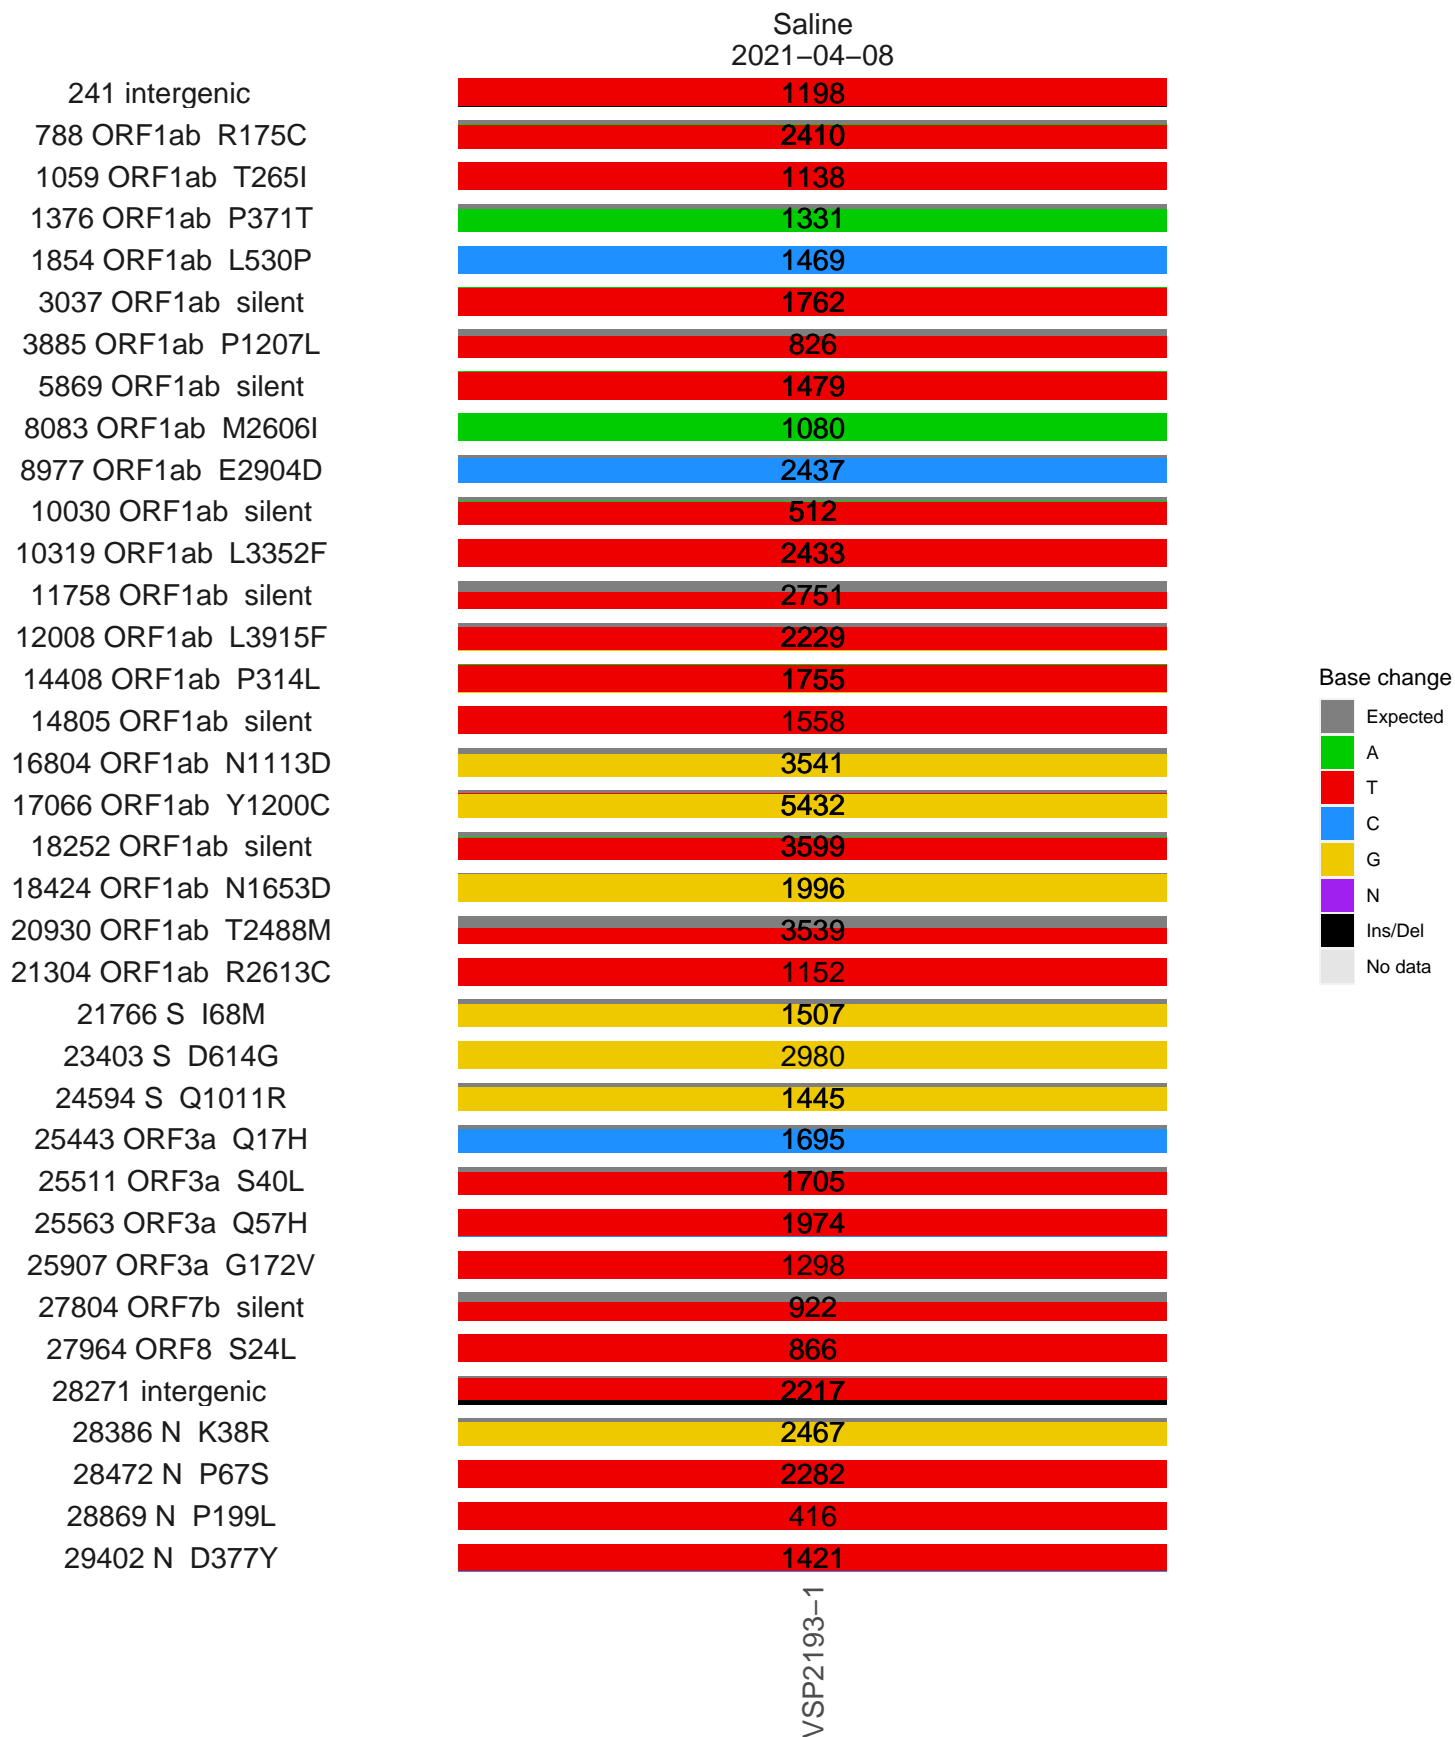 Saline
2021−04−08
241 intergenic 1198
788 ORF1ab R175C 2410
1059 ORF1ab T265I 1138
1376 ORF1ab P371T 1331
1854 ORF1ab L530P 1469
3037 ORF1ab silent 1762
3885 ORF1ab P1207L 826
5869 ORF1ab silent 1479
8083 ORF1ab M2606I 1080
8977 ORF1ab E2904D 2437
10030 ORF1ab silent 512
10319 ORF1ab L3352F 2433
11758 ORF1ab silent 2751
12008 ORF1ab L3915F 2229
14408 ORF1ab P314L 1755
14805 ORF1ab silent 1558
16804 ORF1ab N1113D 3541
17066 ORF1ab Y1200C 5432
18252 ORF1ab silent 3599
18424 ORF1ab N1653D 1996
20930 ORF1ab T2488M 3539
21304 ORF1ab R2613C 1152
21766 S I68M 1507
23403 S D614G 2980
24594 S Q1011R 1445
25443 ORF3a Q17H 1695
25511 ORF3a S40L 1705
25563 ORF3a Q57H 1974
25907 ORF3a G172V 1298
27804 ORF7b silent 922
27964 ORF8 S24L 866
28271 intergenic 2217
28386 N K38R 2467
28472 N P67S 2282
28869 N P199L 416
29402 N D377Y 1421
VSP2193−1
Base change
Expected
A
T
C
G
N
Ins/Del
No data